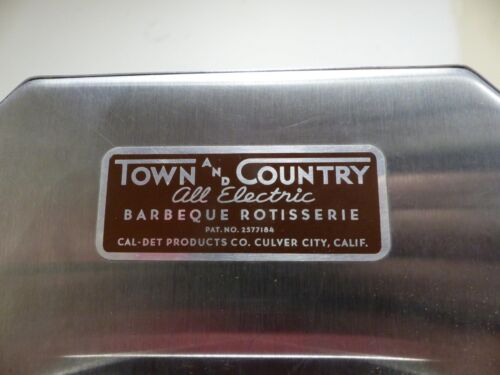 TOWN AND COUNTRY
All Electric
BARBEQUE ROTISSERIE
PAT. NO. 2577184
CAL-DET PRODUCTS CO. CULVER CITY, CALIF.